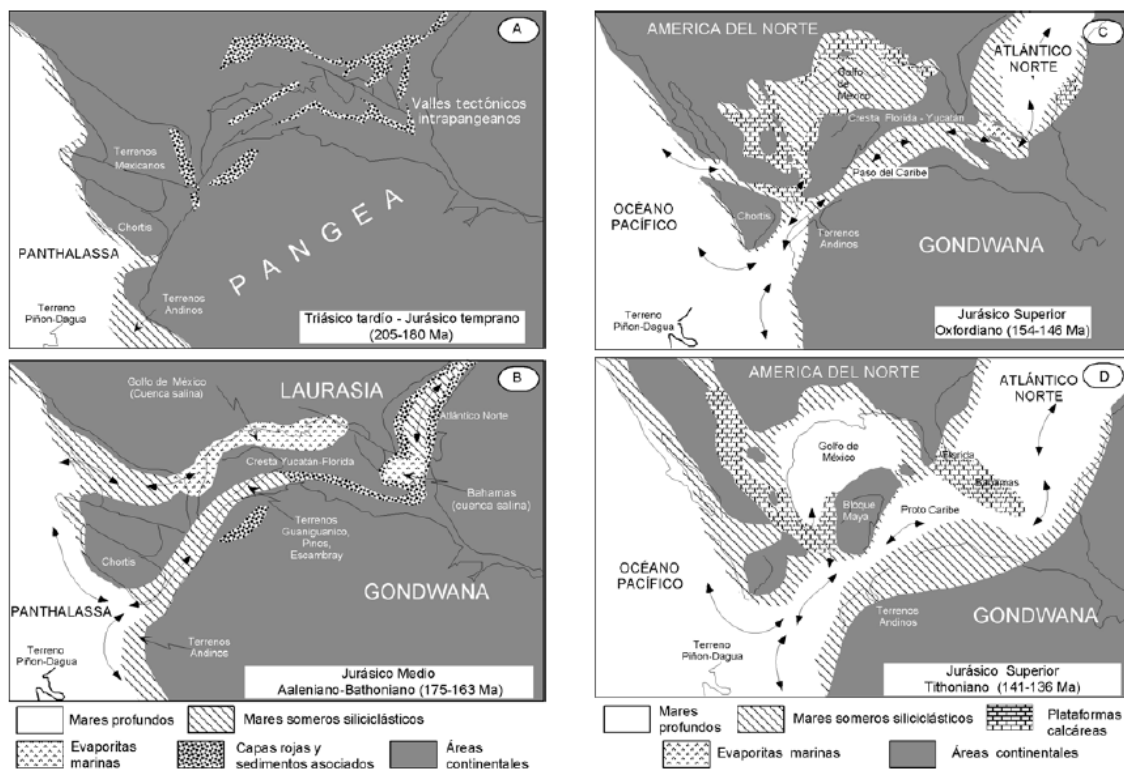 A
Valles tectónicos
intrapangeanos
Terrenos
Mexicanos
Chortis
PANTHALASSA
PANGEA
Terreno
Piñon-Dagua
Terrenos
Andinos
Triásico tardío - Jurásico temprano
(205-180 Ma)
B
Golfo de México
(Cuenca salina)
LAURASIA
Atlántico Norte
Cresta Yucatán-Florida
Bahamas
(cuenca salina)
Terrenos
Guaniguanico,
Pinos,
Escambray
Chortis
GONDWANA
PANTHALASSA
Terreno
Piñon-Dagua
Terrenos
Andinos
Jurásico Medio
Aaleniano-Bathoniano (175-163 Ma)
Mares profundos
Mares someros siliciclásticos
Evaporitas
marinas
Capas rojas y
sedimentos asociados
Áreas
continentales
C
AMERICA DEL NORTE
ATLÁNTICO
NORTE
Golfo
de
México
Cresta Florida - Yucatán
Paso del Caribe
OCÉANO
PACÍFICO
Chortis
Terrenos
Andinos
GONDWANA
Terreno
Piñon-Dagua
Jurásico Superior
Oxfordiano (154-146 Ma)
D
AMERICA DEL NORTE
ATLÁNTICO
NORTE
Golfo de
México
Florida
Bahamas
Bloque
Maya
Proto Caribe
OCÉANO
PACÍFICO
Terrenos
Andinos
GONDWANA
Terreno
Piñon-Dagua
Jurásico Superior
Tithoniano (141-136 Ma)
Mares
profundos
Mares someros siliciclásticos
Plataformas
calcáreas
Evaporitas marinas
Áreas continentales